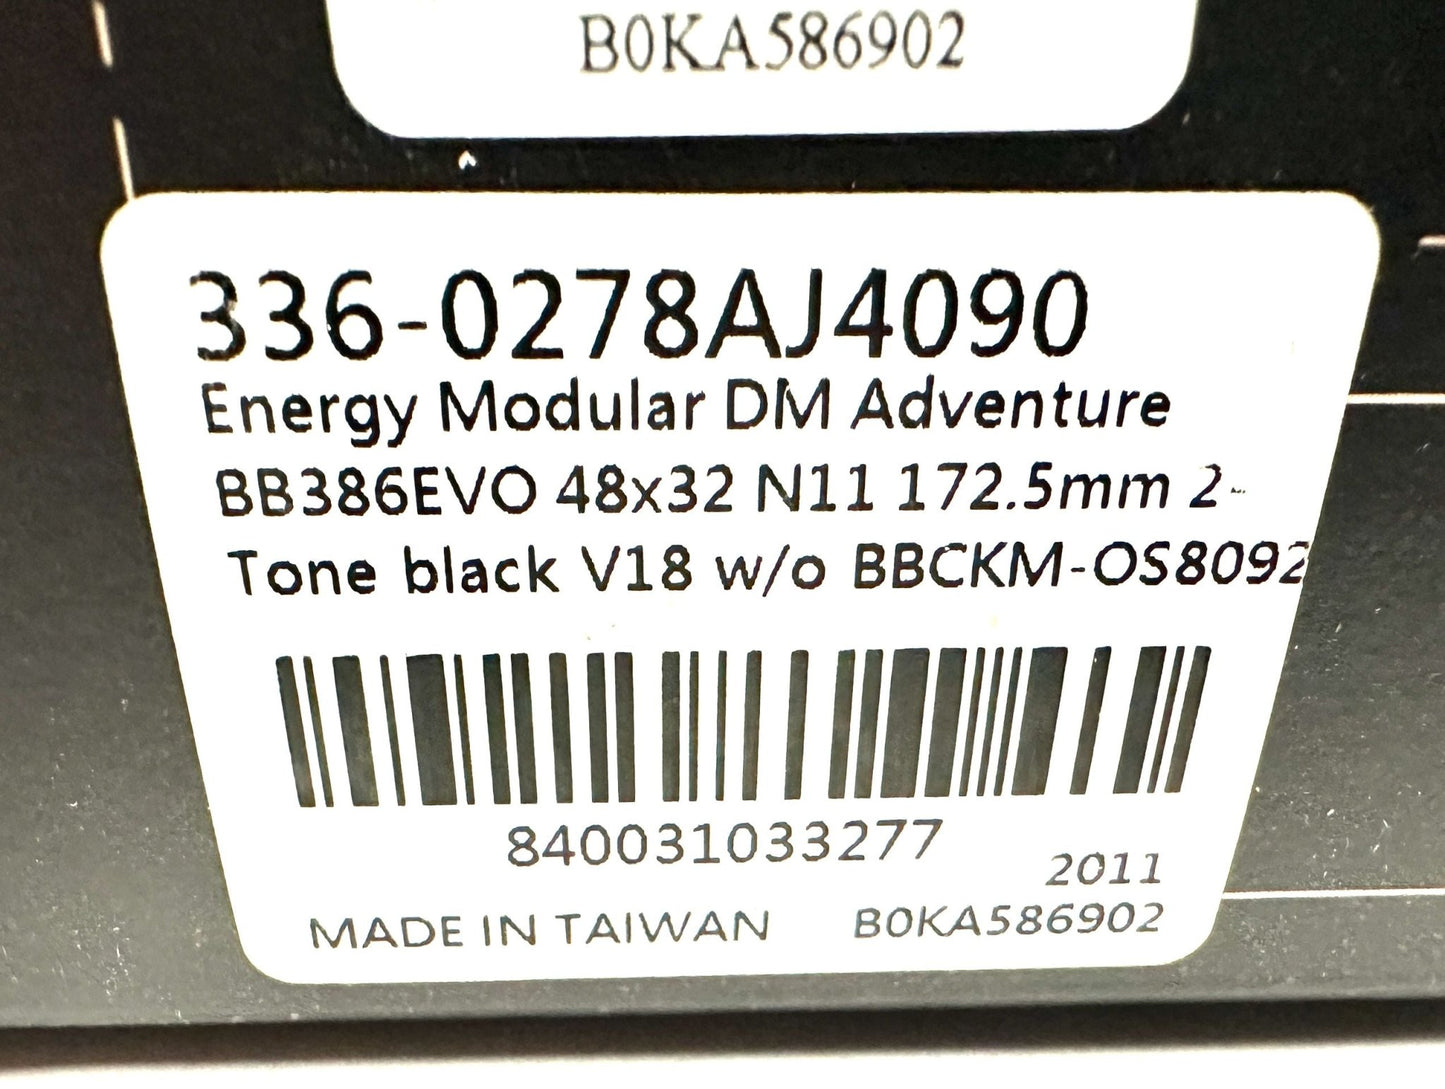 B0KA586902
336-0278AJ4090
Energy Modular DM Adventure
BB386EVO 48x32 N11 172.5mm 2-
Tone black V18 w/o BBCKM-OS8092
840031033277
2011
MADE IN TAIWAN B0KA586902